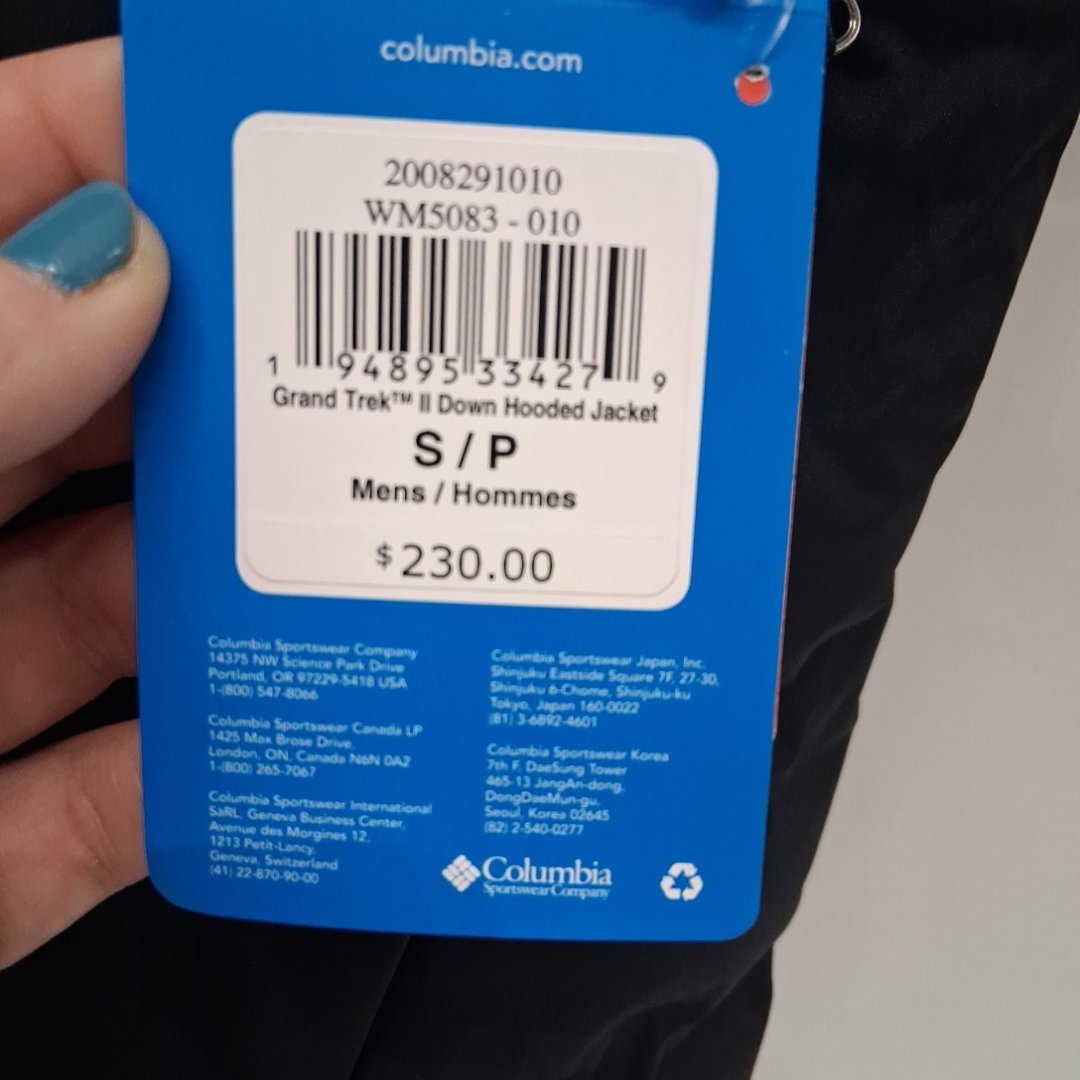 columbia.com
2008291010
WM5083 - 010
1 94895 33427 9
Grand Trek™ II Down Hooded Jacket
S / P
Mens / Hommes
$230.00
Columbia Sportswear Company
14375 NW Science Park Drive
Portland, OR 97229-5418 USA
1-(800) 547-8066
Columbia Sportswear Canada LP
1425 Max Brose Drive,
London, ON, Canada N6N 0A2
1-(800) 265-7067
Columbia Sportswear International
SàRL, Geneva Business Center,
Avenue des Morgines 12,
1213 Petit-Lancy,
Geneva, Switzerland
(41) 22-870-90-00
Columbia Sportswear Japan, Inc.
Shinjuku Eastside Square 7F, 27-30,
Shinjuku 6-Chome, Shinjuku-ku
Tokyo, Japan 160-0022
(81) 3-6892-4601
Columbia Sportswear Korea
7th F. DaeSung Tower
465-13 JangAn-dong,
DongDaeMun-gu,
Seoul, Korea 02645
(82) 2-540-0277
Columbia
Sportswear Company